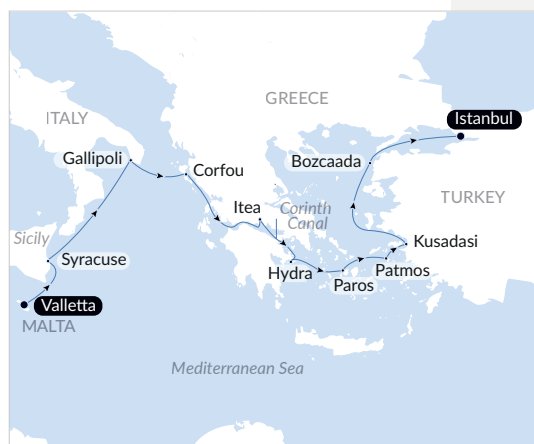 GREECE
ITALY
Istanbul
Gallipoli
Bozcaada
Corfou
TURKEY
Itea
Corinth
Canal
Sicily
Kusadasi
Syracuse
Hydra
Patmos
Paros
Valletta
MALTA
Mediterranean Sea